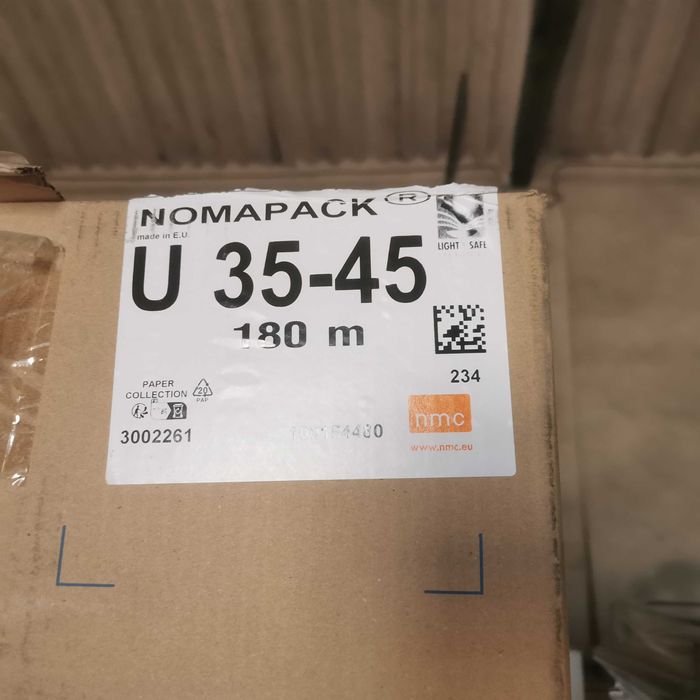 NOMAPACK ®
made in E.U.
U 35-45
LIGHT SAFE
180 m
234
PAPER
COLLECTION
20
PAP
3002261
nmc
www.nmc.eu